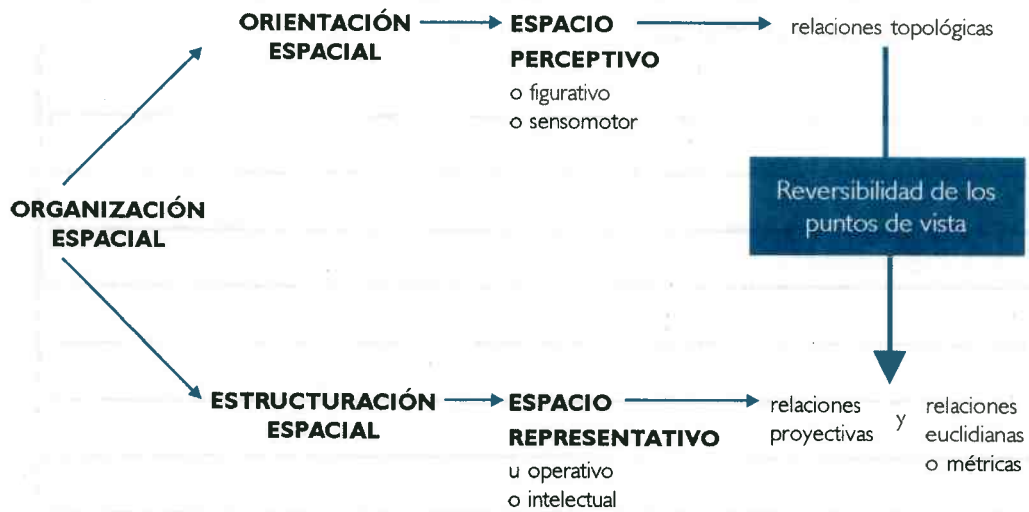 ORIENTACIÓN
ESPACIAL
ESPACIO
PERCEPTIVO
o figurativo
o sensomotor
relaciones topológicas
Reversibilidad de los
puntos de vista
ORGANIZACIÓN
ESPACIAL
ESTRUCTURACIÓN
ESPACIAL
ESPACIO
REPRESENTATIVO
u operativo
o intelectual
relaciones
proyectivas
y
relaciones
euclidianas
o métricas